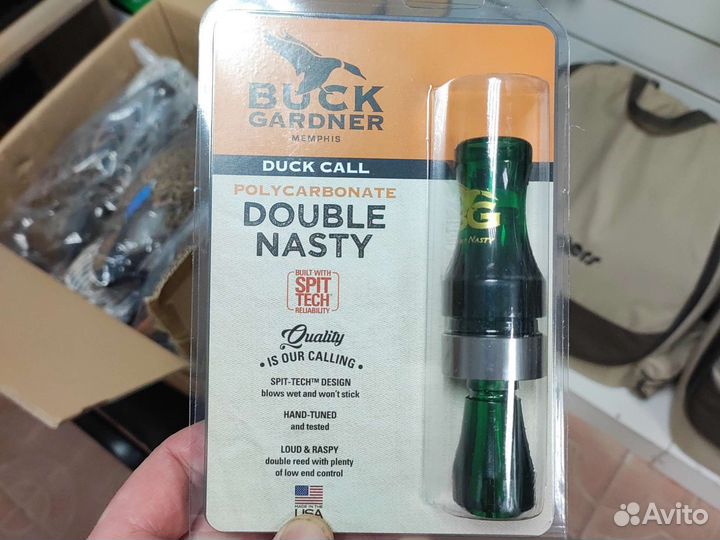 BUCK
GARDNER
MEMPHIS
DUCK CALL
POLYCARBONATE
DOUBLE
NASTY
BUILT WITH
SPIT
TECH
RELIABILITY
Quality
• IS OUR CALLING •
SPIT-TECH™ DESIGN
blows wet and won't stick
HAND-TUNED
and tested
LOUD & RASPY
double reed with plenty
of low end control
MADE IN THE
USA
BG
NASTY
Avito